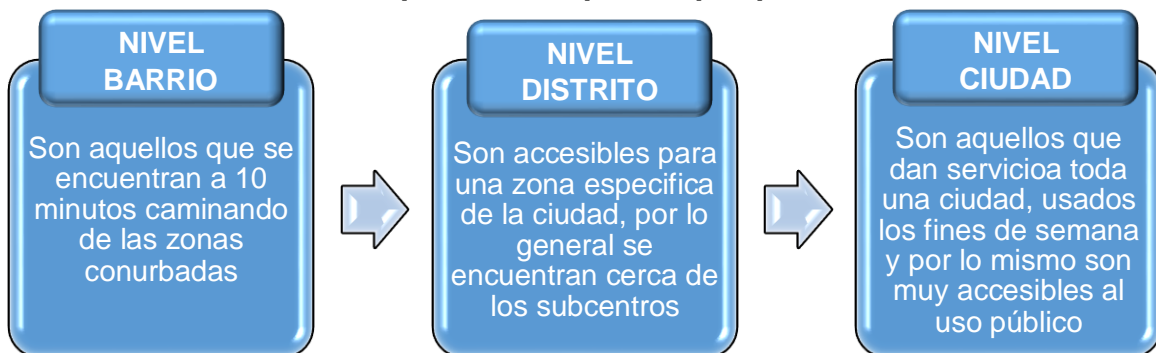 NIVEL
BARRIO
Son aquellos que se
encuentran a 10
minutos caminando
de las zonas
conurbadas
NIVEL
DISTRITO
Son accesibles para
una zona especifica
de la ciudad, por lo
general se
encuentran cerca de
los subcentros
NIVEL
CIUDAD
Son aquellos que
dan servicioa toda
una ciudad, usados
los fines de semana
y por lo mismo son
muy accesibles al
uso público